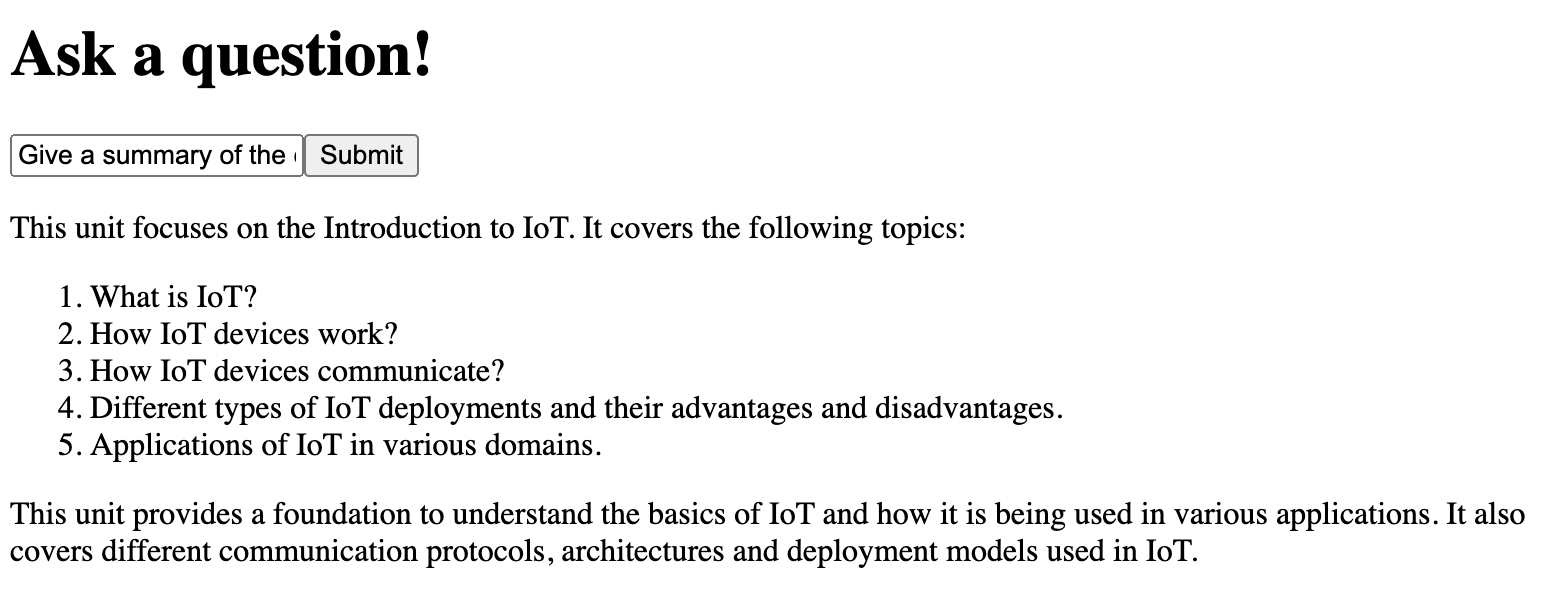 Ask a question!
Give a summary of the
Submit
This unit focuses on the Introduction to IoT. It covers the following topics:
1. What is IoT?
2. How IoT devices work?
3. How IoT devices communicate?
4. Different types of IoT deployments and their advantages and disadvantages.
5. Applications of IoT in various domains.
This unit provides a foundation to understand the basics of IoT and how it is being used in various applications. It also
covers different communication protocols, architectures and deployment models used in IoT.